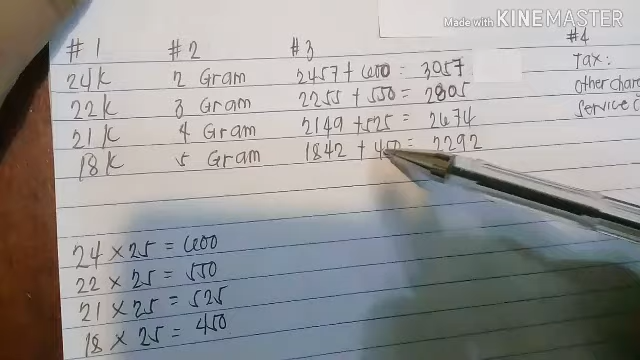 Made with KINEMASTER
# 1 # 2 # 3 # 4
24K 2 Gram 2457 + 600 = 3057 Tax:
22K 3 Gram 2255 + 550 = 2805 other char
21K 4 Gram 2149 + 525 = 2674 Service C
18K 5 Gram 1842 + 450 = 2292
24 × 25 = 600
22 × 25 = 550
21 × 25 = 525
18 × 25 = 450